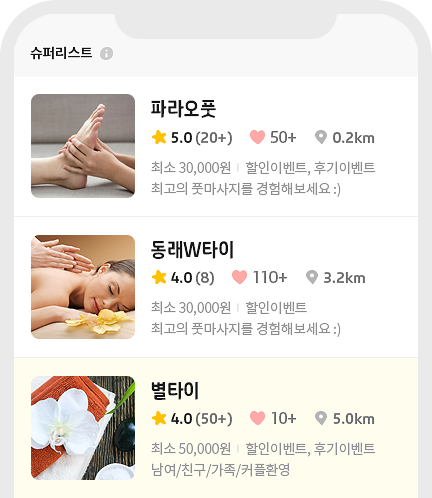 슈퍼리스트
파라오풋
5.0 (20+) 50+ 0.2km
최소 30,000원 할인이벤트, 후기이벤트
최고의 풋마사지를 경험해보세요 :)
동래W타이
4.0 (8) 110+ 3.2km
최소 30,000원 할인이벤트
최고의 풋마사지를 경험해보세요 :)
별타이
4.0 (50+) 10+ 5.0km
최소 50,000원 할인이벤트, 후기이벤트
남여/친구/가족/커플환영